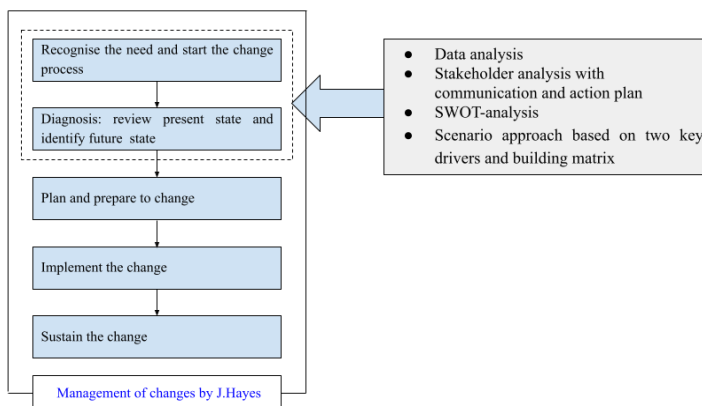 Recognise the need and start the change
process
Diagnosis: review present state and
identify future state
Plan and prepare to change
Implement the change
Sustain the change
Management of changes by J.Hayes
● Data analysis
● Stakeholder analysis with
communication and action plan
● SWOT-analysis
● Scenario approach based on two key
drivers and building matrix